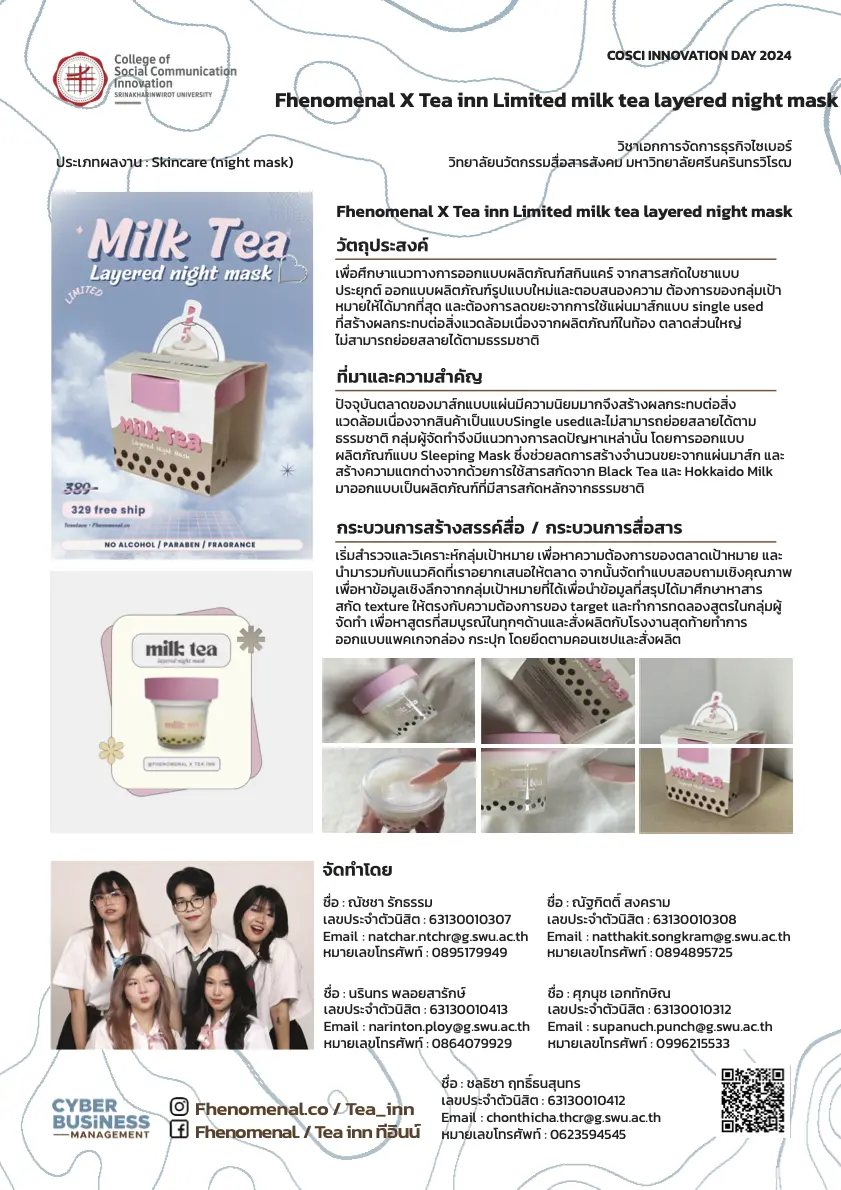 COSCI INNOVATION DAY 2024
College of
Social Communication
Innovation
SRINAKHARINWIROT UNIVERSITY
Fhenomenal X Tea inn Limited milk tea layered night mask
วิชาเอกการจัดการธุรกิจไซเบอร์
ประเภทผลงาน : Skincare (night mask)
วิทยาลัยนวัตกรรมสื่อสารสังคม มหาวิทยาลัยศรีนครินทรวิโรฒ
Milk Tea
Layered night mask
LIMITED
Milk Tea
Layered Night Mask
389-
329 free ship
NO ALCOHOL / PARABEN / FRAGRANCE
Fhenomenal X Tea inn Limited milk tea layered night mask
วัตถุประสงค์
เพื่อศึกษาแนวทางการออกแบบผลิตภัณฑ์สกินแคร์ จากสารสกัดใบชาแบบ
ประยุกต์ ออกแบบผลิตภัณฑ์รูปแบบใหม่และตอบสนองความ ต้องการของกลุ่มเป้า
หมายให้ได้มากที่สุด และต้องการลดขยะจากการใช้แผ่นมาส์กแบบ single used
ที่สร้างผลกระทบต่อสิ่งแวดล้อมเนื่องจากผลิตภัณฑ์ในท้อง ตลาดส่วนใหญ่
ไม่สามารถย่อยสลายได้ตามธรรมชาติ
ที่มาและความสำคัญ
ปัจจุบันตลาดของมาส์กแบบแผ่นมีความนิยมมากจึงสร้างผลกระทบต่อสิ่ง
แวดล้อมเนื่องจากสินค้าเป็นแบบSingle usedและไม่สามารถย่อยสลายได้ตาม
ธรรมชาติ กลุ่มผู้จัดทำจึงมีแนวทางการลดปัญหาเหล่านั้น โดยการออกแบบ
ผลิตภัณฑ์แบบ Sleeping Mask ซึ่งช่วยลดการสร้างจำนวนขยะจากแผ่นมาส์ก และ
สร้างความแตกต่างจากด้วยการใช้สารสกัดจาก Black Tea และ Hokkaido Milk
มาออกแบบเป็นผลิตภัณฑ์ที่มีสารสกัดหลักจากธรรมชาติ
กระบวนการสร้างสรรค์สื่อ / กระบวนการสื่อสาร
เริ่มสำรวจและวิเคราะห์กลุ่มเป้าหมาย เพื่อหาความต้องการของตลาดเป้าหมาย และ
นำมารวมกับแนวคิดที่เราอยากเสนอให้ตลาด จากนั้นจัดทำแบบสอบถามเชิงคุณภาพ
เพื่อหาข้อมูลเชิงลึกจากกลุ่มเป้าหมายที่ได้เพื่อนำข้อมูลที่สรุปได้มาศึกษาหาสาร
สกัด texture ให้ตรงกับความต้องการของ target และทำการทดลองสูตรในกลุ่มผู้
จัดทำ เพื่อหาสูตรที่สมบูรณ์ในทุกๆด้านและสั่งผลิตกับโรงงานสุดท้ายทำการ
ออกแบบแพคเกจกล่อง กระปุก โดยยึดตามคอนเซปและสั่งผลิต
milk tea
layered night mask
milk tea
@FHENOMENAL X TEA INN
Milk Tea
จัดทำโดย
ชื่อ : ณัชชา รักธรรม
เลขประจำตัวนิสิต : 63130010307
Email : natchar.ntchr@g.swu.ac.th
หมายเลขโทรศัพท์ : 0895179949
ชื่อ : ณัฐกิตติ์ สงคราม
เลขประจำตัวนิสิต : 63130010308
Email : natthakit.songkram@g.swu.ac.th
หมายเลขโทรศัพท์ : 0894895725
ชื่อ : นรินทร พลอยสารักษ์
เลขประจำตัวนิสิต : 63130010413
Email : narinton.ploy@g.swu.ac.th
หมายเลขโทรศัพท์ : 0864079929
ชื่อ : ศุภนุช เอกทักษิณ
เลขประจำตัวนิสิต : 63130010312
Email : supanuch.punch@g.swu.ac.th
หมายเลขโทรศัพท์ : 0996215533
ชื่อ : ชลธิชา ฤทธิ์ธนสุนทร
เลขประจำตัวนิสิต : 63130010412
Email : chonthicha.thcr@g.swu.ac.th
หมายเลขโทรศัพท์ : 0623594545
CYBER
BUSiNESS
MANAGEMENT
Fhenomenal.co / Tea_inn
Fhenomenal / Tea inn ทีอินน์